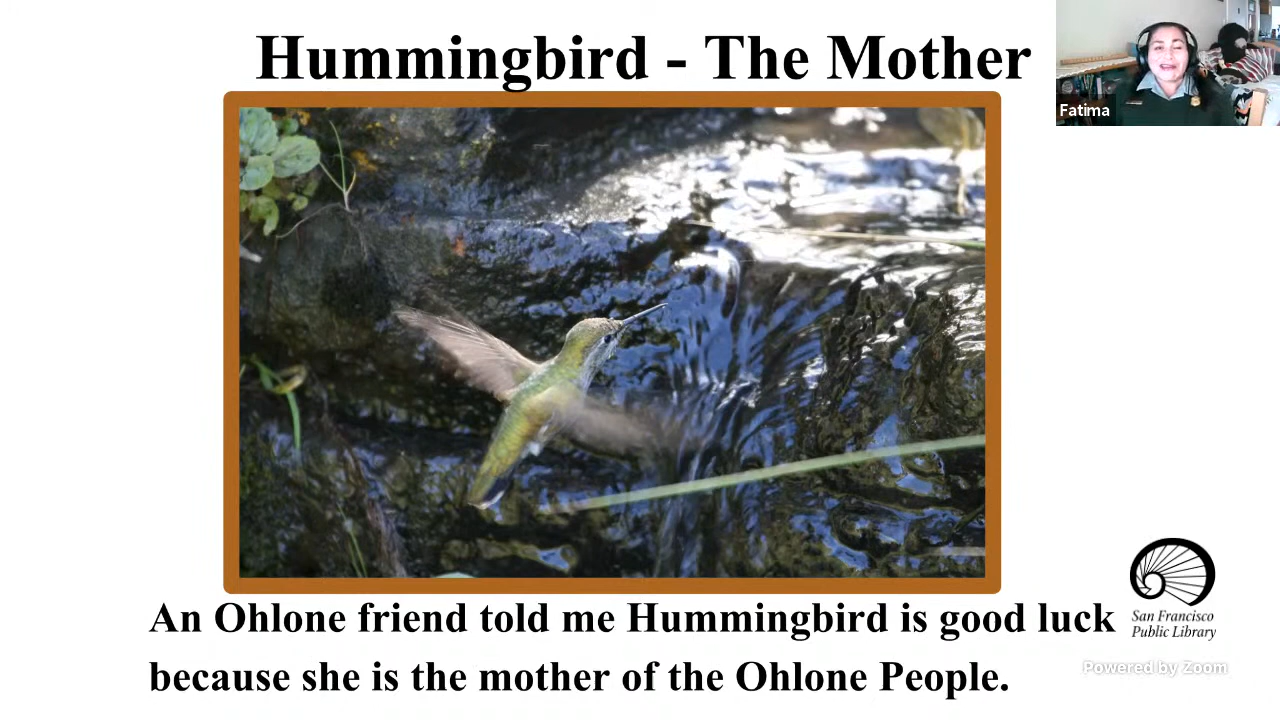 Hummingbird - The Mother
Fatima
An Ohlone friend told me Hummingbird is good luck
because she is the mother of the Ohlone People.
San Francisco
Public Library
Powered by Zoom